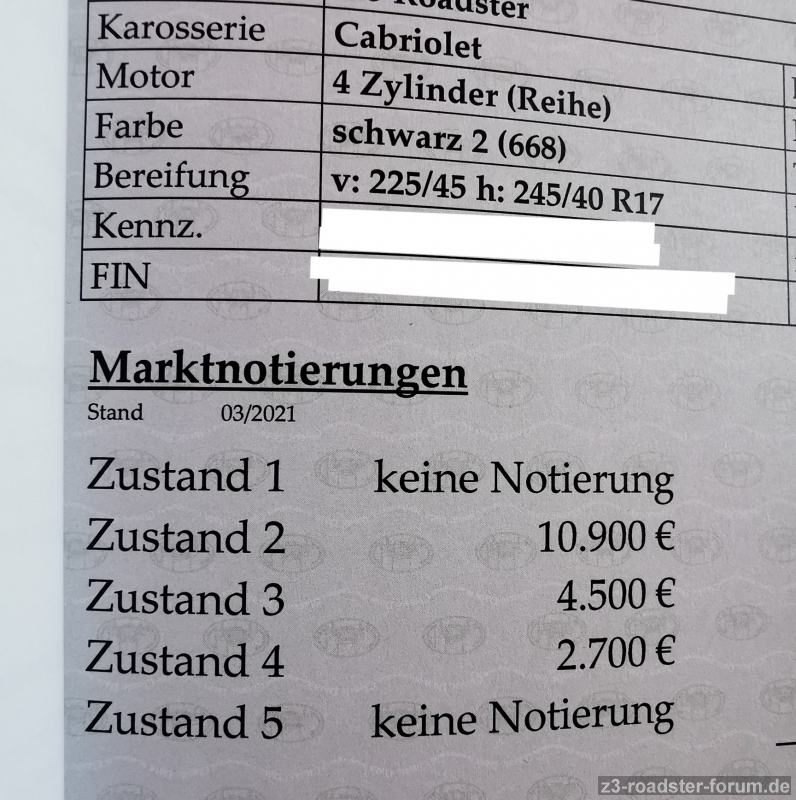 Roadster
Karosserie Cabriolet
Motor 4 Zylinder (Reihe)
Farbe schwarz 2 (668)
Bereifung v: 225/45 h: 245/40 R17
Kennz.
FIN
Marktnotierungen
Stand 03/2021
Zustand 1 keine Notierung
Zustand 2 10.900 €
Zustand 3 4.500 €
Zustand 4 2.700 €
Zustand 5 keine Notierung
z3-roadster-forum.de